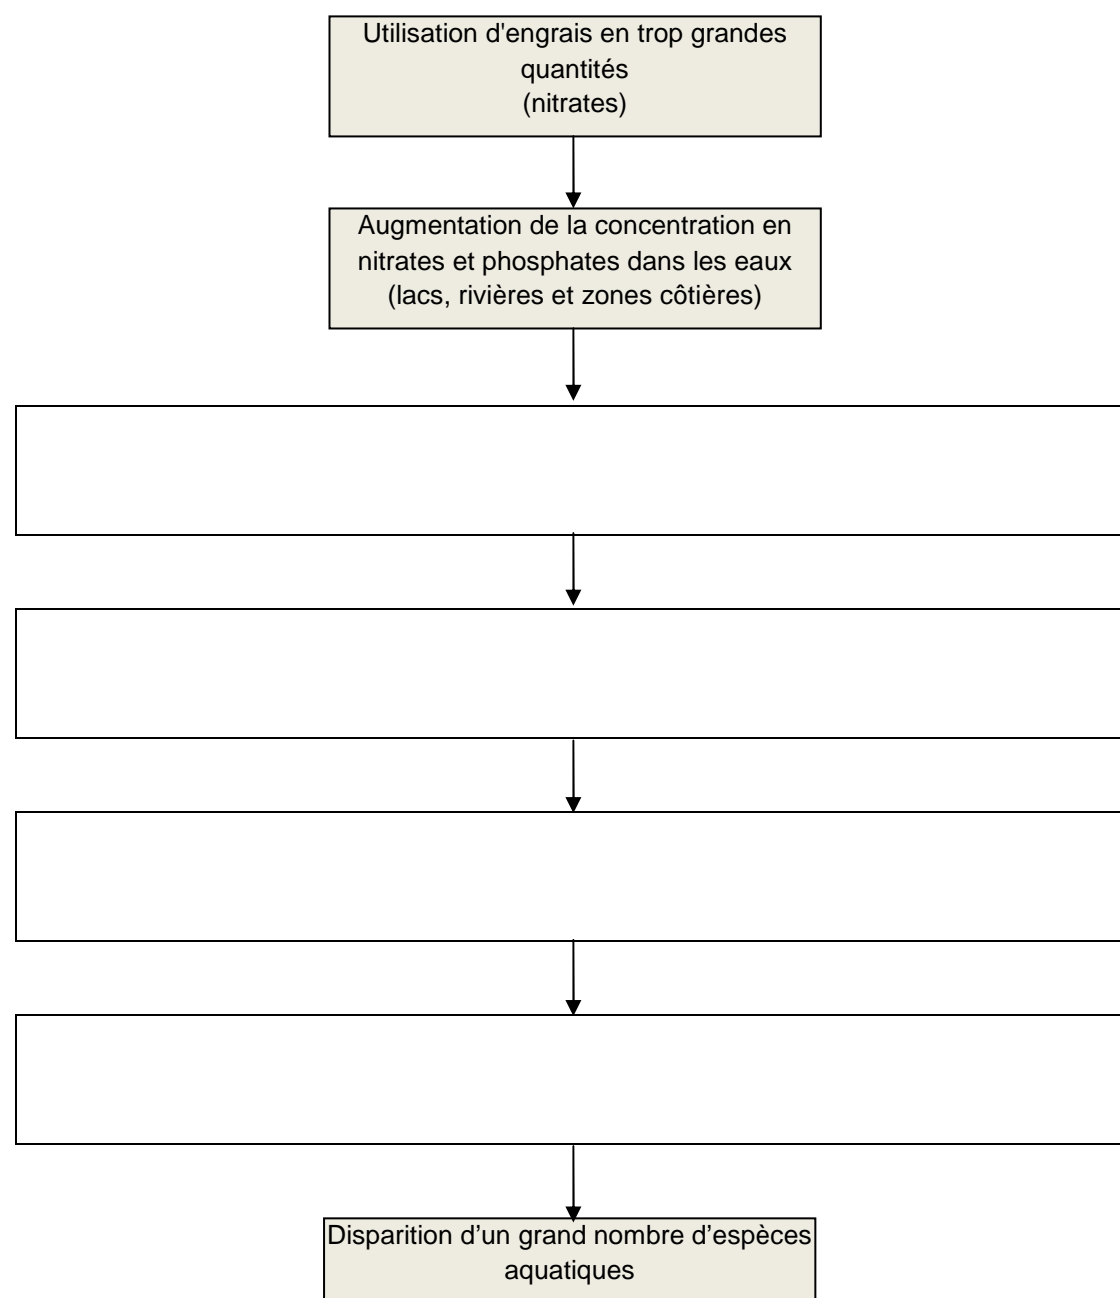 Utilisation d'engrais en trop grandes
quantités
(nitrates)
Augmentation de la concentration en
nitrates et phosphates dans les eaux
(lacs, rivières et zones côtières)
Disparition d’un grand nombre d’espèces
aquatiques